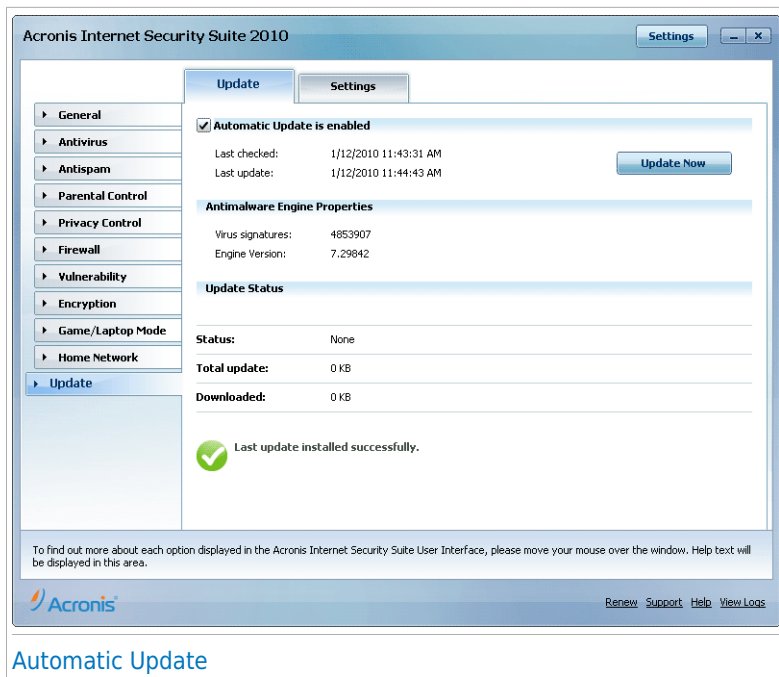 Acronis Internet Security Suite 2010
Settings
Update
Settings
General
Antivirus
Antispam
Parental Control
Privacy Control
Firewall
Vulnerability
Encryption
Game/Laptop Mode
Home Network
Update
Automatic Update is enabled
Last checked: 1/12/2010 11:43:31 AM
Last update: 1/12/2010 11:44:43 AM
Update Now
Antimalware Engine Properties
Virus signatures: 4853907
Engine Version: 7.29842
Update Status
Status: None
Total update: 0 KB
Downloaded: 0 KB
Last update installed successfully.
To find out more about each option displayed in the Acronis Internet Security Suite User Interface, please move your mouse over the window. Help text will
be displayed in this area.
Acronis
Renew Support Help View Logs
Automatic Update